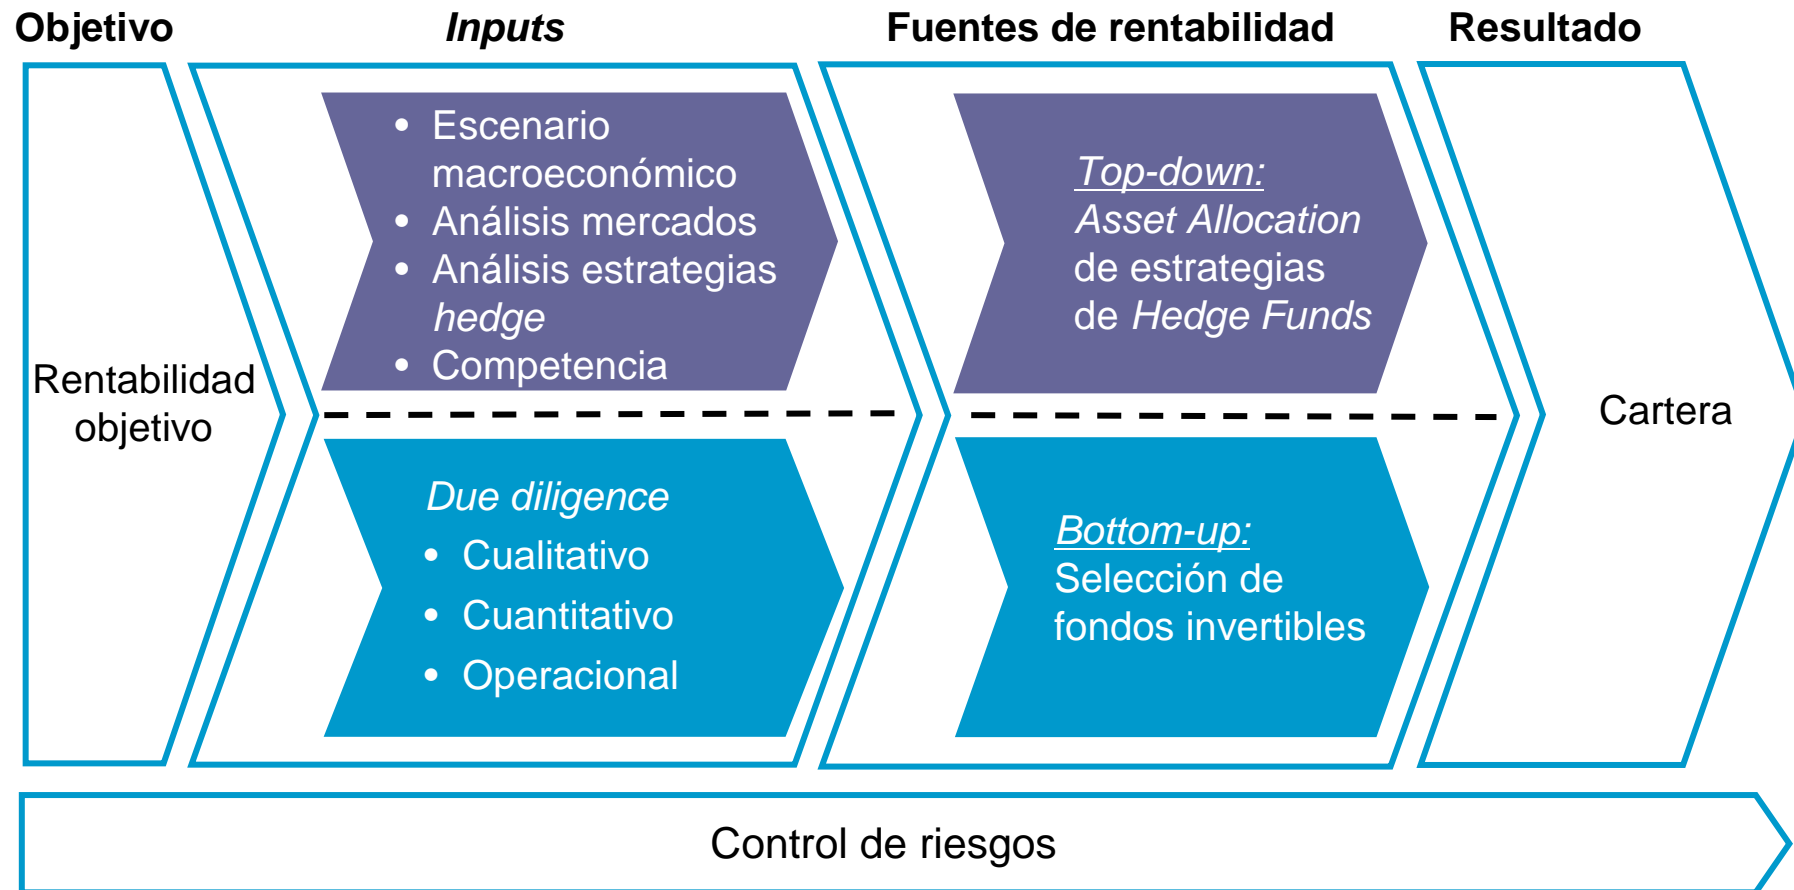 Objetivo
Inputs
Fuentes de rentabilidad
Resultado
Rentabilidad
objetivo
• Escenario
macroeconómico
• Análisis mercados
• Análisis estrategias
hedge
• Competencia
Due diligence
• Cualitativo
• Cuantitativo
• Operacional
Top-down:
Asset Allocation
de estrategias
de Hedge Funds
Bottom-up:
Selección de
fondos invertibles
Cartera
Control de riesgos